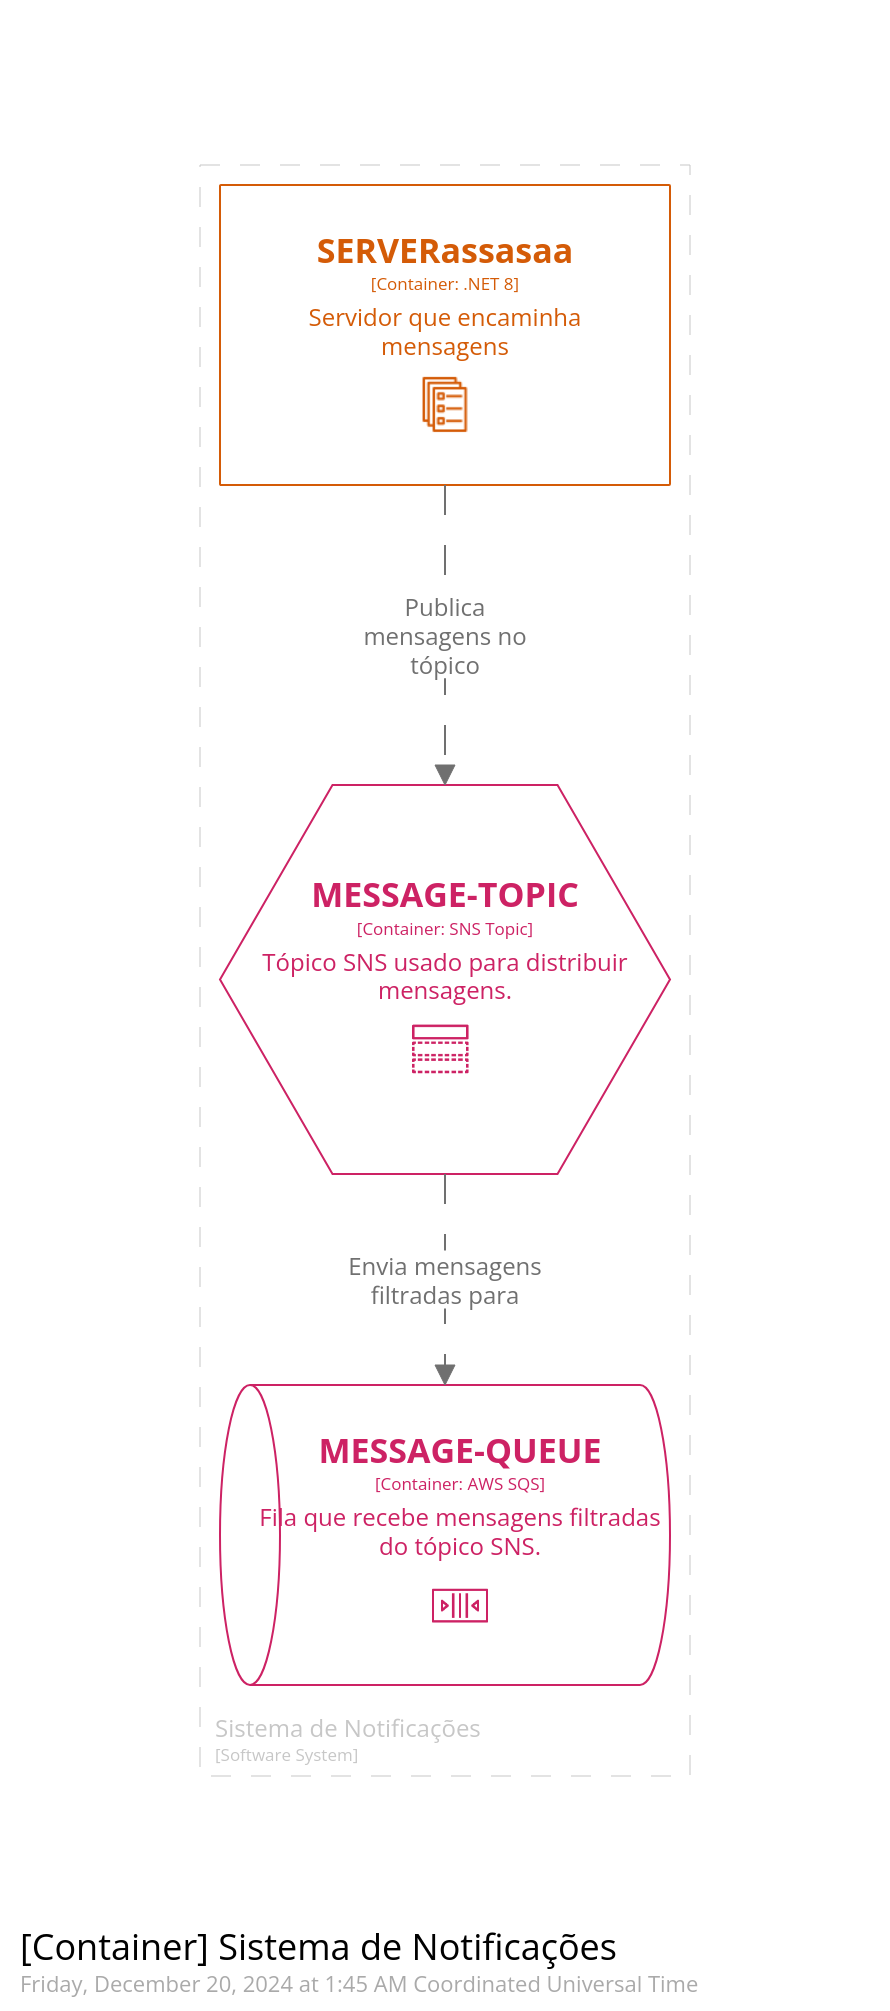 SERVERassasaa
[Container: .NET 8]
Servidor que encaminha
mensagens
Publica
mensagens no
tópico
MESSAGE-TOPIC
[Container: SNS Topic]
Tópico SNS usado para distribuir
mensagens.
Envia mensagens
filtradas para
MESSAGE-QUEUE
[Container: AWS SQS]
Fila que recebe mensagens filtradas
do tópico SNS.
Sistema de Notificações
[Software System]
[Container] Sistema de Notificações
Friday, December 20, 2024 at 1:45 AM Coordinated Universal Time